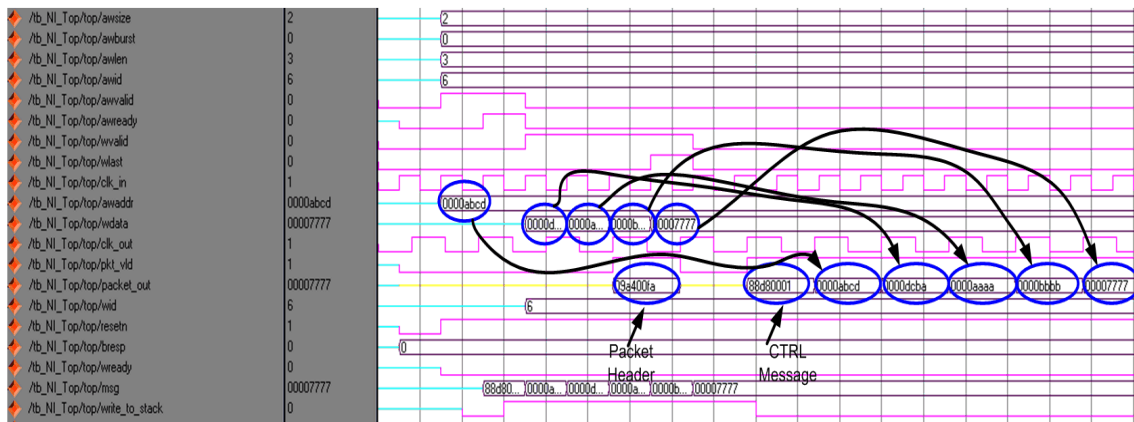 /tb_NI_Top/top/awsize 2 2
/tb_NI_Top/top/awburst 0 0
/tb_NI_Top/top/awlen 3 3
/tb_NI_Top/top/awid 6 6
/tb_NI_Top/top/awvalid 0
/tb_NI_Top/top/awready 0
/tb_NI_Top/top/wvalid 0
/tb_NI_Top/top/wlast 0
/tb_NI_Top/top/clk_in 1
/tb_NI_Top/top/awaddr 0000abcd 0000abcd
/tb_NI_Top/top/wdata 00007777 0000d... 0000a... 0000b... 0007777
/tb_NI_Top/top/clk_out 1
/tb_NI_Top/top/pkt_vld 1
/tb_NI_Top/top/packet_out 00007777 09a400fa 88d80001 0000abcd 0000dcba 0000aaaa 0000bbbb 00007777
/tb_NI_Top/top/wid 6 6
/tb_NI_Top/top/resetn 1
/tb_NI_Top/top/bresp 0 0
/tb_NI_Top/top/wready 0
/tb_NI_Top/top/msg 00007777 88d80... 0000a... 0000d... 0000a... 0000b... 00007777
/tb_NI_Top/top/write_to_stack 0
Packet
Header
CTRL
Message